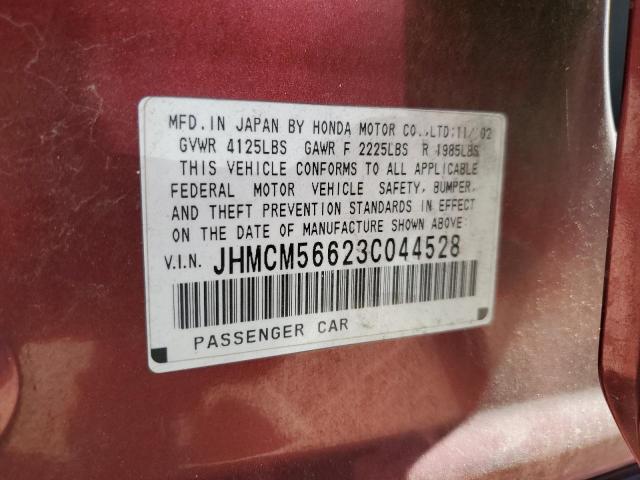 MFD. IN JAPAN BY HONDA MOTOR CO.,LTD. 11/02
GVWR 4125LBS GAWR F 2225LBS R 1985LBS
THIS VEHICLE CONFORMS TO ALL APPLICABLE
FEDERAL MOTOR VEHICLE SAFETY, BUMPER,
AND THEFT PREVENTION STANDARDS IN EFFECT
ON THE DATE OF MANUFACTURE SHOWN ABOVE.
V.I.N. JHMCM56623C044528
PASSENGER CAR